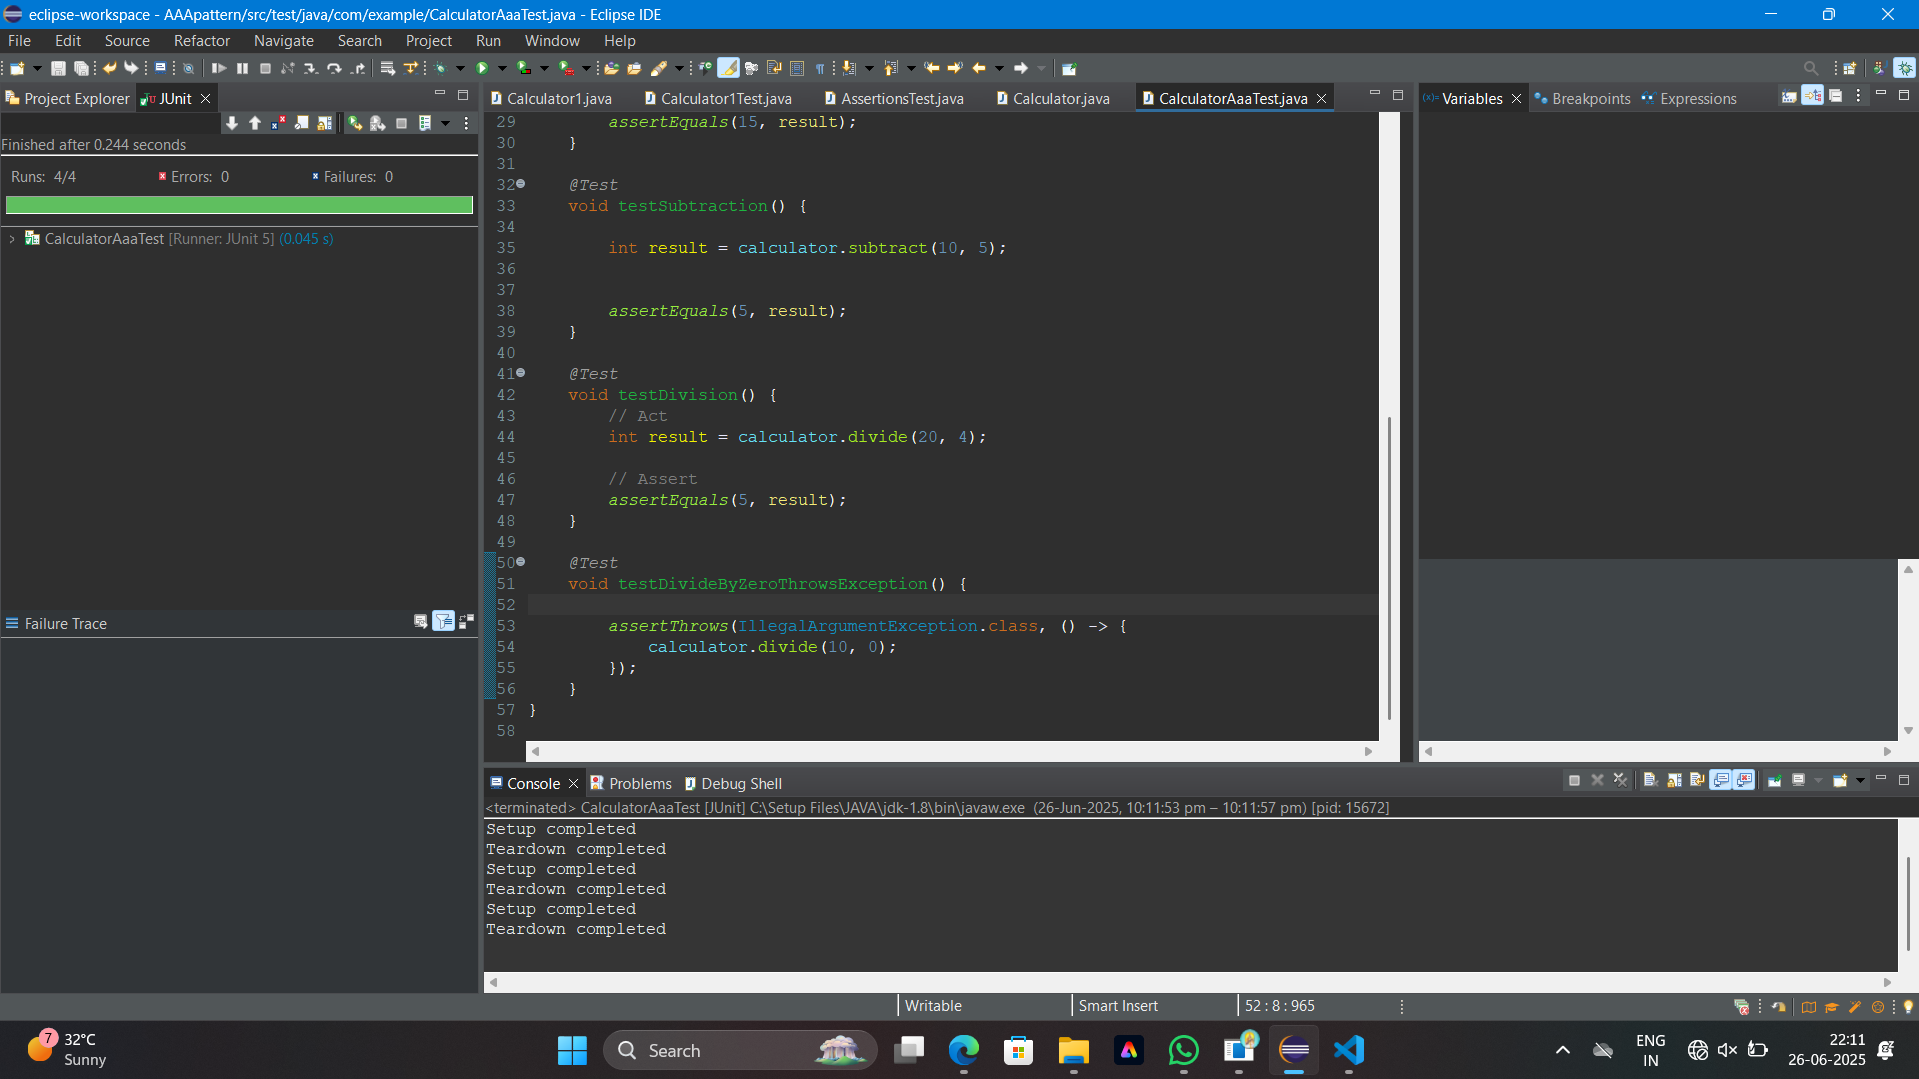 eclipse-workspace - AAApattern/src/test/java/com/example/CalculatorAaaTest.java - Eclipse IDE
File Edit Source Refactor Navigate Search Project Run Window Help
Project Explorer JUnit
Finished after 0.244 seconds
Runs: 4/4 Errors: 0 Failures: 0
CalculatorAaaTest [Runner: JUnit 5] (0.045 s)
Failure Trace
Calculator1.java Calculator1Test.java AssertionsTest.java Calculator.java CalculatorAaaTest.java
29 assertEquals(15, result);
30 }
31
32 @Test
33 void testSubtraction() {
34
35 int result = calculator.subtract(10, 5);
36
37
38 assertEquals(5, result);
39 }
40
41 @Test
42 void testDivision() {
43 // Act
44 int result = calculator.divide(20, 4);
45
46 // Assert
47 assertEquals(5, result);
48 }
49
50 @Test
51 void testDivideByZeroThrowsException() {
52
53 assertThrows(IllegalArgumentException.class, () -> {
54 calculator.divide(10, 0);
55 });
56 }
57 }
58
(x)= Variables Breakpoints Expressions
Console Problems Debug Shell
<terminated> CalculatorAaaTest [JUnit] C:\Setup Files\JAVA\jdk-1.8\bin\javaw.exe (26-Jun-2025, 10:11:53 pm – 10:11:57 pm) [pid: 15672]
Setup completed
Teardown completed
Setup completed
Teardown completed
Setup completed
Teardown completed
Writable Smart Insert 52 : 8 : 965
7
32°C
Sunny
Search
ENG
IN
22:11
26-06-2025